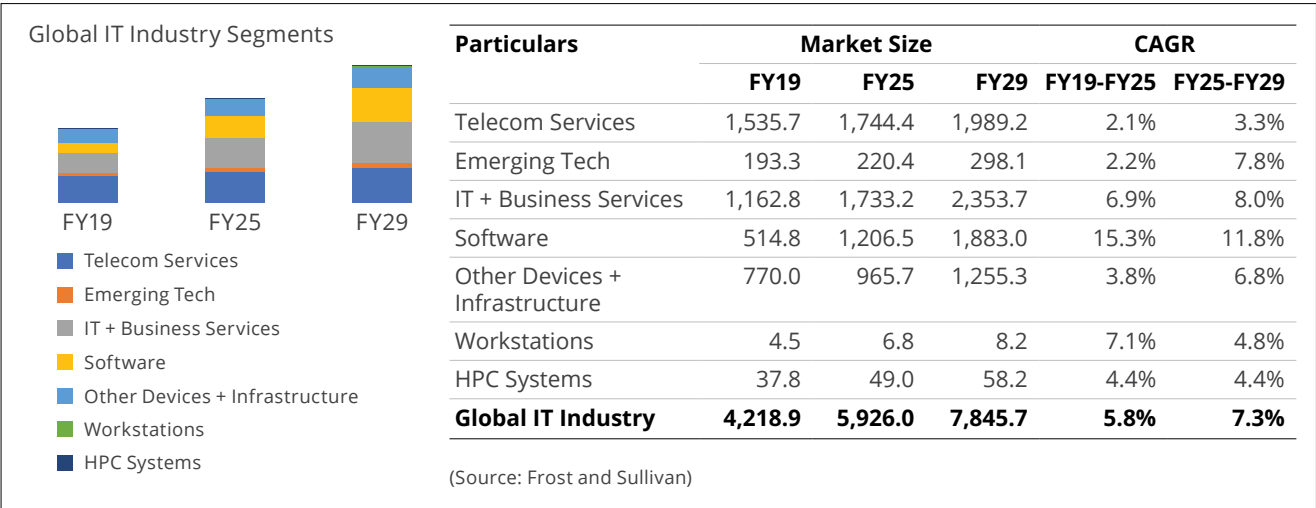 Global IT Industry Segments
FY19 FY25 FY29
Telecom Services
Emerging Tech
IT + Business Services
Software
Other Devices + Infrastructure
Workstations
HPC Systems
Particulars Market Size CAGR
FY19 FY25 FY29 FY19-FY25 FY25-FY29
Telecom Services 1,535.7 1,744.4 1,989.2 2.1% 3.3%
Emerging Tech 193.3 220.4 298.1 2.2% 7.8%
IT + Business Services 1,162.8 1,733.2 2,353.7 6.9% 8.0%
Software 514.8 1,206.5 1,883.0 15.3% 11.8%
Other Devices + 770.0 965.7 1,255.3 3.8% 6.8%
Infrastructure
Workstations 4.5 6.8 8.2 7.1% 4.8%
HPC Systems 37.8 49.0 58.2 4.4% 4.4%
Global IT Industry 4,218.9 5,926.0 7,845.7 5.8% 7.3%
(Source: Frost and Sullivan)